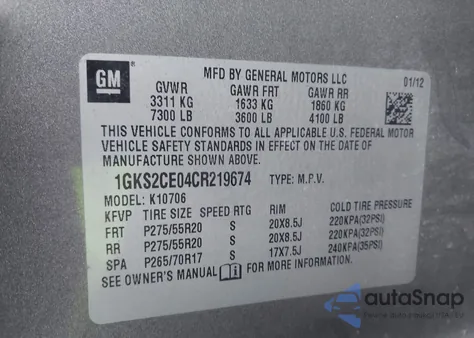 GM
MFD BY GENERAL MOTORS LLC
01/12
GVWR GAWR FRT GAWR RR
3311 KG 1633 KG 1860 KG
7300 LB 3600 LB 4100 LB
THIS VEHICLE CONFORMS TO ALL APPLICABLE U.S. FEDERAL MOTOR
VEHICLE SAFETY STANDARDS IN EFFECT ON THE DATE OF
MANUFACTURE SHOWN ABOVE.
1GKS2CE04CR219674 TYPE: M.P.V.
MODEL: K10706
KFVP TIRE SIZE SPEED RTG RIM COLD TIRE PRESSURE
FRT P275/55R20 S 20X8.5J 220KPA(32PSI)
RR P275/55R20 S 20X8.5J 220KPA(32PSI)
SPA P265/70R17 S 17X7.5J 240KPA(35PSI)
SEE OWNER'S MANUAL FOR MORE INFORMATION.
autoSnap